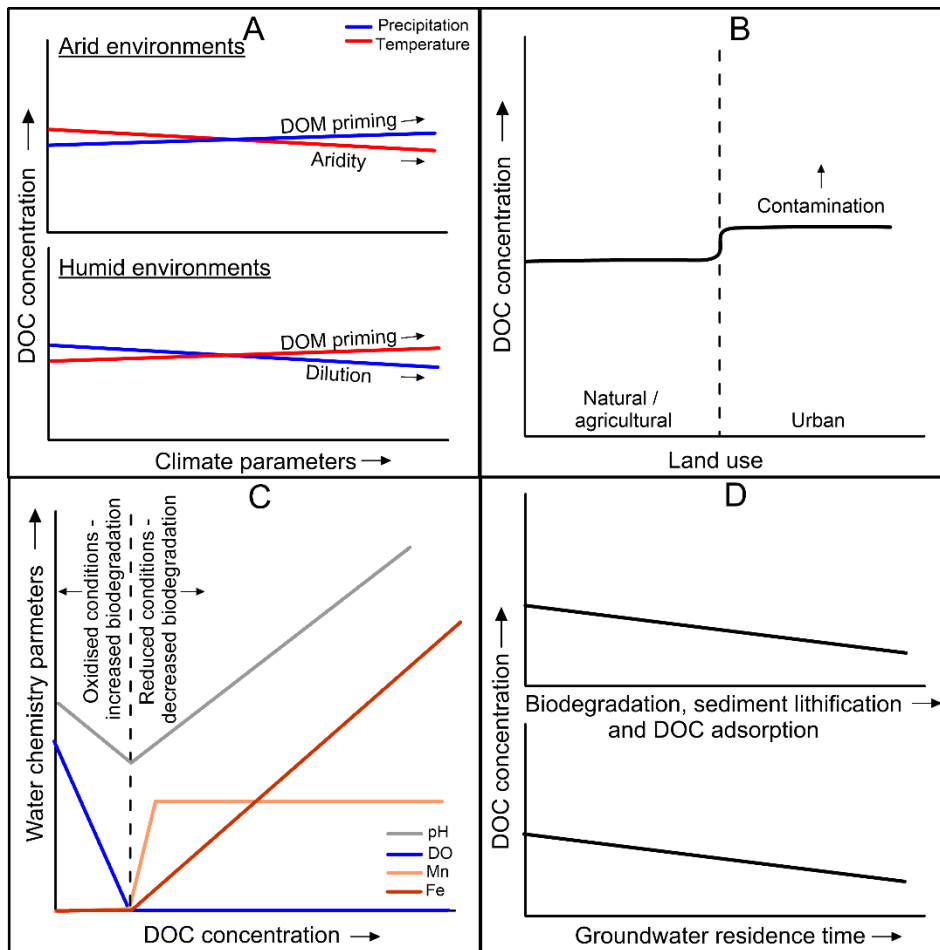 A
Precipitation
Temperature
Arid environments
DOM priming
Aridity
Humid environments
DOM priming
Dilution
DOC concentration
Climate parameters
B
DOC concentration
Contamination
Natural /
agricultural
Urban
Land use
C
Water chemistry parmeters
Oxidised conditions -
increased biodegradation
Reduced conditions -
decreased biodegradation
pH
DO
Mn
Fe
DOC concentration
D
DOC concentration
Biodegradation, sediment lithification
and DOC adsorption
Groundwater residence time